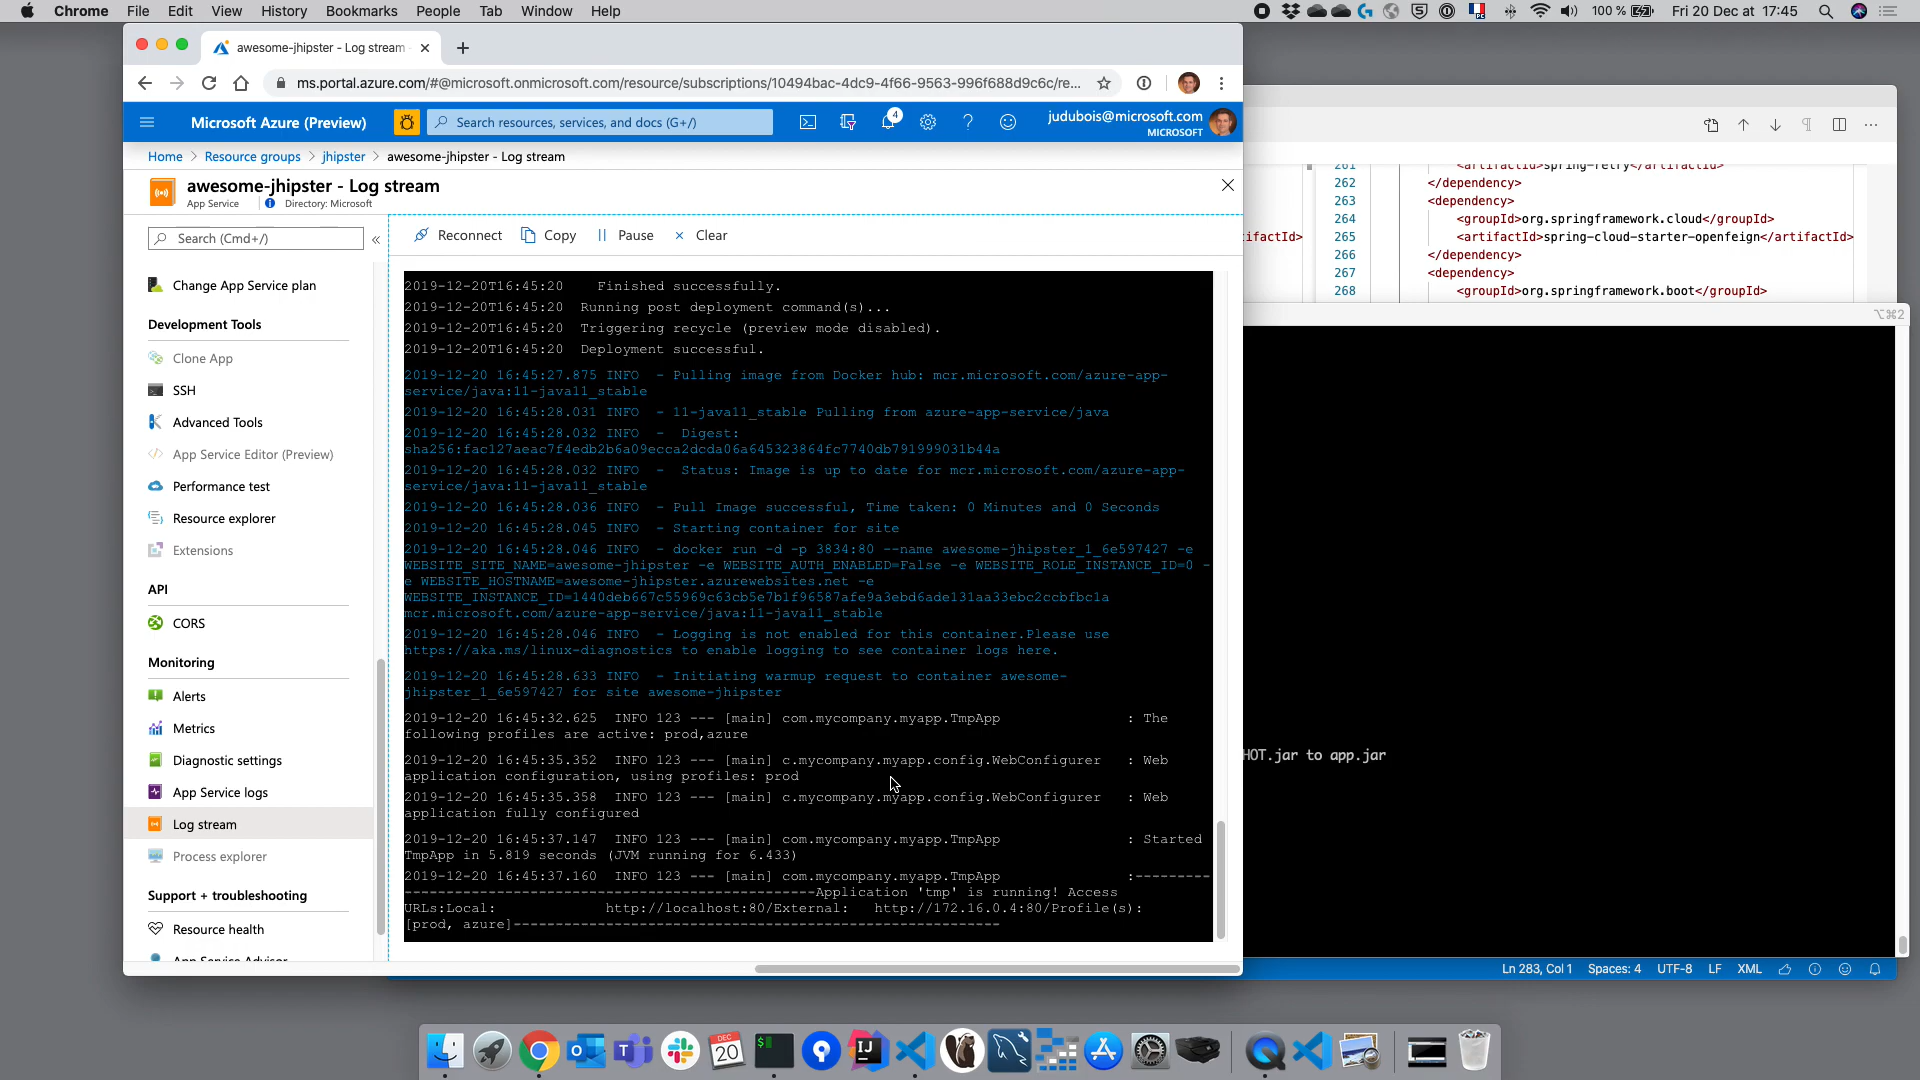 Chrome File Edit View History Bookmarks People Tab Window Help
100 % Fri 20 Dec at 17:45
awesome-jhipster - Log stream
ms.portal.azure.com/#@microsoft.onmicrosoft.com/resource/subscriptions/10494bac-4dc9-4f66-9563-996f688d9c6c/re...
Microsoft Azure (Preview)
Search resources, services, and docs (G+/)
4
judubois@microsoft.com
MICROSOFT
Home > Resource groups > jhipster > awesome-jhipster - Log stream
awesome-jhipster - Log stream
App Service
Directory: Microsoft
Search (Cmd+/)
Change App Service plan
Development Tools
Clone App
SSH
Advanced Tools
App Service Editor (Preview)
Performance test
Resource explorer
Extensions
API
CORS
Monitoring
Alerts
Metrics
Diagnostic settings
App Service logs
Log stream
Process explorer
Support + troubleshooting
Resource health
App Service Advisor
Reconnect Copy Pause Clear
2019-12-20T16:45:20 Finished successfully.
2019-12-20T16:45:20 Running post deployment command(s)...
2019-12-20T16:45:20 Triggering recycle (preview mode disabled).
2019-12-20T16:45:20 Deployment successful.
2019-12-20 16:45:27.875 INFO - Pulling image from Docker hub: mcr.microsoft.com/azure-app-
service/java:11-java11_stable
2019-12-20 16:45:28.031 INFO - 11-java11_stable Pulling from azure-app-service/java
2019-12-20 16:45:28.032 INFO - Digest:
sha256:fac127aeac7f4edb2b6a09ecca2dcda06a645323864fc7740db791999031b44a
2019-12-20 16:45:28.032 INFO - Status: Image is up to date for mcr.microsoft.com/azure-app-
service/java:11-java11_stable
2019-12-20 16:45:28.036 INFO - Pull Image successful, Time taken: 0 Minutes and 0 Seconds
2019-12-20 16:45:28.045 INFO - Starting container for site
2019-12-20 16:45:28.046 INFO - docker run -d -p 3834:80 --name awesome-jhipster_1_6e597427 -e
WEBSITE_SITE_NAME=awesome-jhipster -e WEBSITE_AUTH_ENABLED=False -e WEBSITE_ROLE_INSTANCE_ID=0 -
e WEBSITE_HOSTNAME=awesome-jhipster.azurewebsites.net -e
WEBSITE_INSTANCE_ID=1440deb667c55969c63cb5e7b1f96587afe9a3ebd6ade131aa33ebc2ccbfbc1a
mcr.microsoft.com/azure-app-service/java:11-java11_stable
2019-12-20 16:45:28.046 INFO - Logging is not enabled for this container.Please use
https://aka.ms/linux-diagnostics to enable logging to see container logs here.
2019-12-20 16:45:28.633 INFO - Initiating warmup request to container awesome-
jhipster_1_6e597427 for site awesome-jhipster
2019-12-20 16:45:32.625 INFO 123 --- [main] com.mycompany.myapp.TmpApp : The
following profiles are active: prod,azure
2019-12-20 16:45:35.352 INFO 123 --- [main] c.mycompany.myapp.config.WebConfigurer : Web
application configuration, using profiles: prod
2019-12-20 16:45:35.358 INFO 123 --- [main] c.mycompany.myapp.config.WebConfigurer : Web
application fully configured
2019-12-20 16:45:37.147 INFO 123 --- [main] com.mycompany.myapp.TmpApp : Started
TmpApp in 5.819 seconds (JVM running for 6.433)
2019-12-20 16:45:37.160 INFO 123 --- [main] com.mycompany.myapp.TmpApp :---------
-------------------------------------------------Application 'tmp' is running! Access
URLs:Local: http://localhost:80/External: http://172.16.0.4:80/Profile(s):
[prod, azure]----------------------------------------------------------
261 <artifactId>spring-retry</artifactId>
262 </dependency>
263 <dependency>
264 <groupId>org.springframework.cloud</groupId>
ifactId> 265 <artifactId>spring-cloud-starter-openfeign</artifactId>
266 </dependency>
267 <dependency>
268 <groupId>org.springframework.boot</groupId>
⌥⌘2
HOT.jar to app.jar
Ln 283, Col 1 Spaces: 4 UTF-8 LF XML
DEC
20
IJ